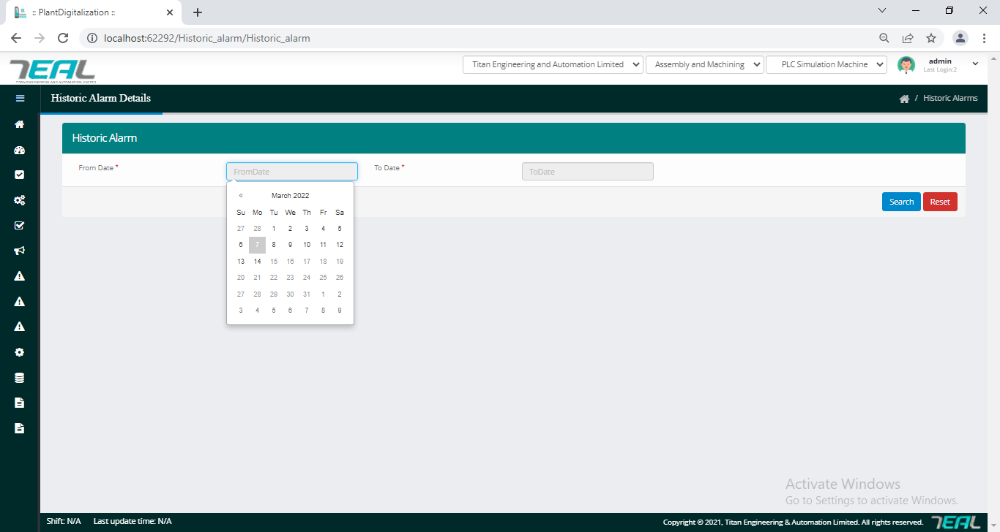 :: PlantDigitalization ::
localhost:62292/Historic_alarm/Historic_alarm
TEAL
TITAN ENGINEERING AND AUTOMATION LIMITED
Titan Engineering and Automation Limited
Assembly and Machining
PLC Simulation Machine
admin
Last Login:2
Historic Alarm Details
/ Historic Alarms
Historic Alarm
From Date *
FromDate
To Date *
ToDate
« March 2022
Su Mo Tu We Th Fr Sa
27 28 1 2 3 4 5
6 7 8 9 10 11 12
13 14 15 16 17 18 19
20 21 22 23 24 25 26
27 28 29 30 31 1 2
3 4 5 6 7 8 9
Search
Reset
Activate Windows
Go to Settings to activate Windows.
Shift: N/A
Last update time: N/A
Copyright © 2021, Titan Engineering & Automation Limited. All rights reserved.
TEAL